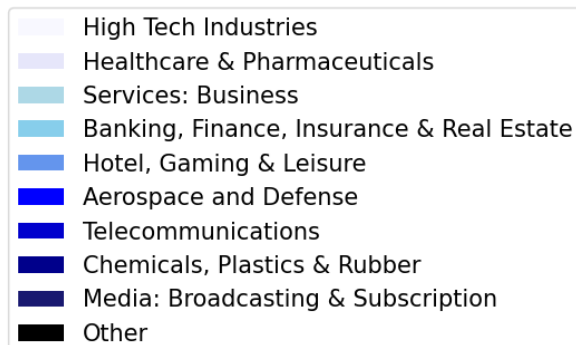 High Tech Industries
Healthcare & Pharmaceuticals
Services: Business
Banking, Finance, Insurance & Real Estate
Hotel, Gaming & Leisure
Aerospace and Defense
Telecommunications
Chemicals, Plastics & Rubber
Media: Broadcasting & Subscription
Other